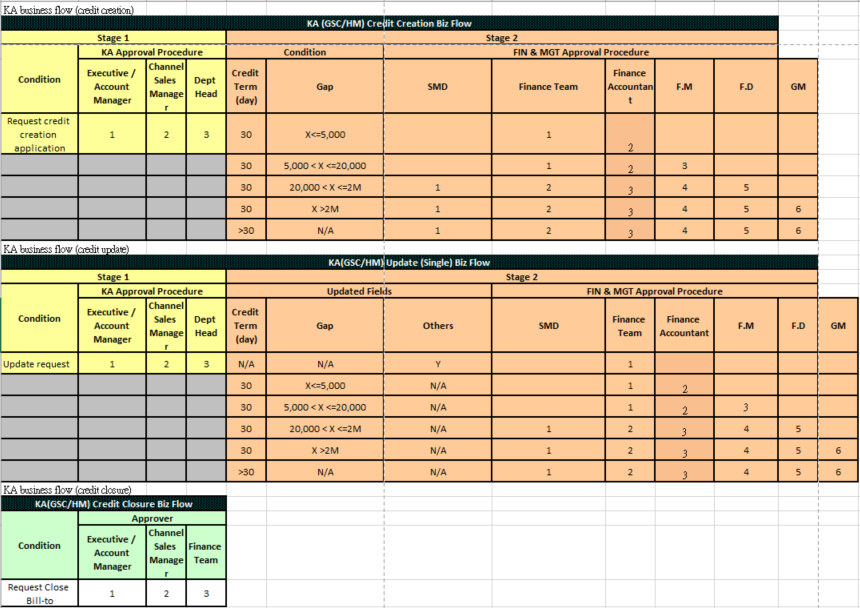 KA business flow (credit creation)
KA (GSC/HM) Credit Creation Biz Flow
Stage 1 Stage 2
KA Approval Procedure Condition FIN & MGT Approval Procedure
Condition
Executive / Account Manager
Channel Sales Manage r
Dept Head
Credit Term (day)
Gap
SMD
Finance Team
Finance Accountan t
F.M
F.D
GM
Request credit creation application 1 2 3 30 X<=5,000 1 2
30 5,000 < X <=20,000 1 2 3
30 20,000 < X <=2M 1 2 3 4 5
30 X >2M 1 2 3 4 5 6
>30 N/A 1 2 3 4 5 6
KA business flow (credit update)
KA(GSC/HM) Update (Single) Biz Flow
Stage 1 Stage 2
KA Approval Procedure Updated Fields FIN & MGT Approval Procedure
Condition
Executive / Account Manager
Channel Sales Manage r
Dept Head
Credit Term (day)
Gap
Others
SMD
Finance Team
Finance Accountant
F.M
F.D
GM
Update request 1 2 3 N/A N/A Y 1
30 X<=5,000 N/A 1 2
30 5,000 < X <=20,000 N/A 1 2 3
30 20,000 < X <=2M N/A 1 2 3 4 5
30 X >2M N/A 1 2 3 4 5 6
>30 N/A N/A 1 2 3 4 5 6
KA business flow (credit closure)
KA(GSC/HM) Credit Closure Biz Flow
Approver
Condition
Executive / Account Manager
Channel Sales Manage r
Finance Team
Request Close Bill-to 1 2 3